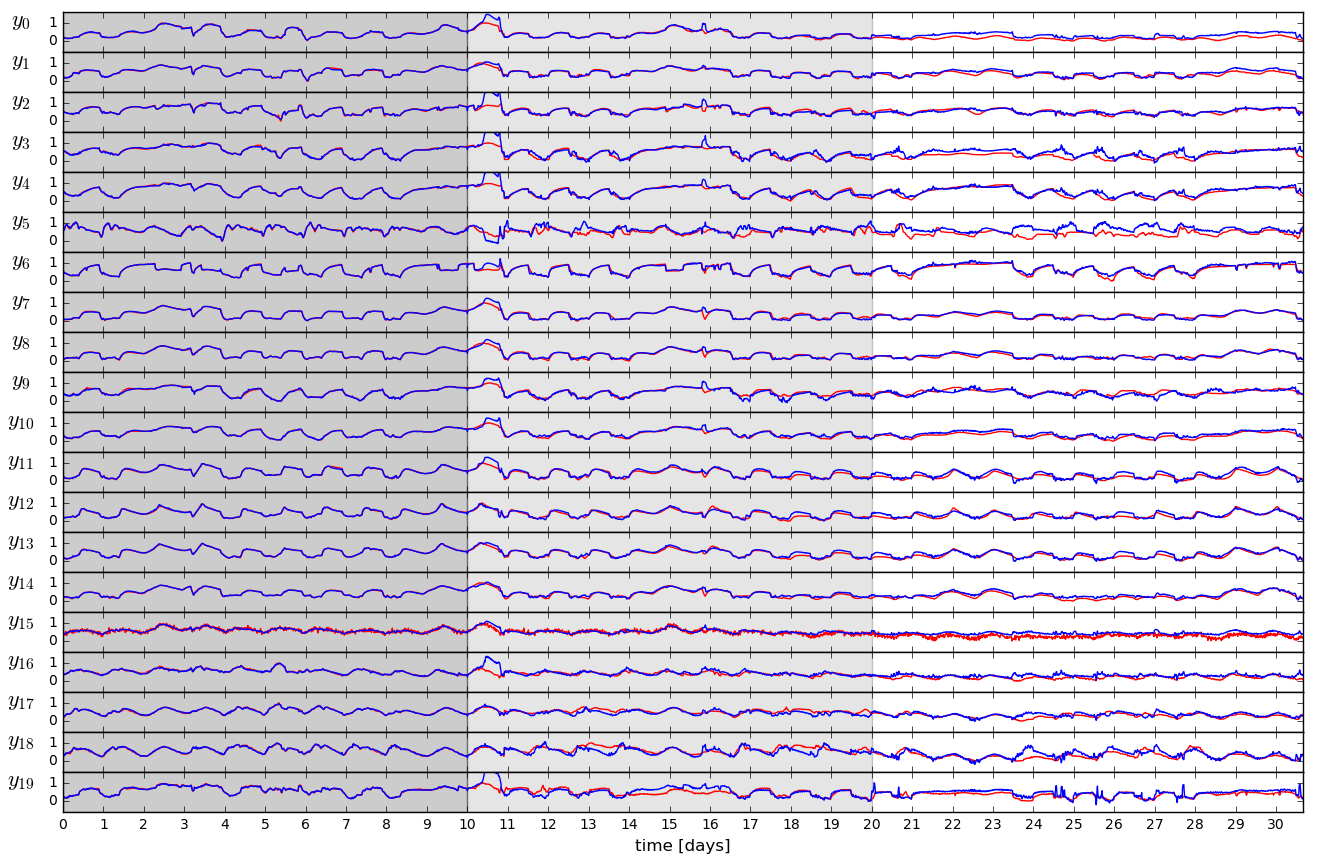 y0 1 0
y1 1 0
y2 1 0
y3 1 0
y4 1 0
y5 1 0
y6 1 0
y7 1 0
y8 1 0
y9 1 0
y10 1 0
y11 1 0
y12 1 0
y13 1 0
y14 1 0
y15 1 0
y16 1 0
y17 1 0
y18 1 0
y19 1 0
0 1 2 3 4 5 6 7 8 9 10 11 12 13 14 15 16 17 18 19 20 21 22 23 24 25 26 27 28 29 30
time [days]